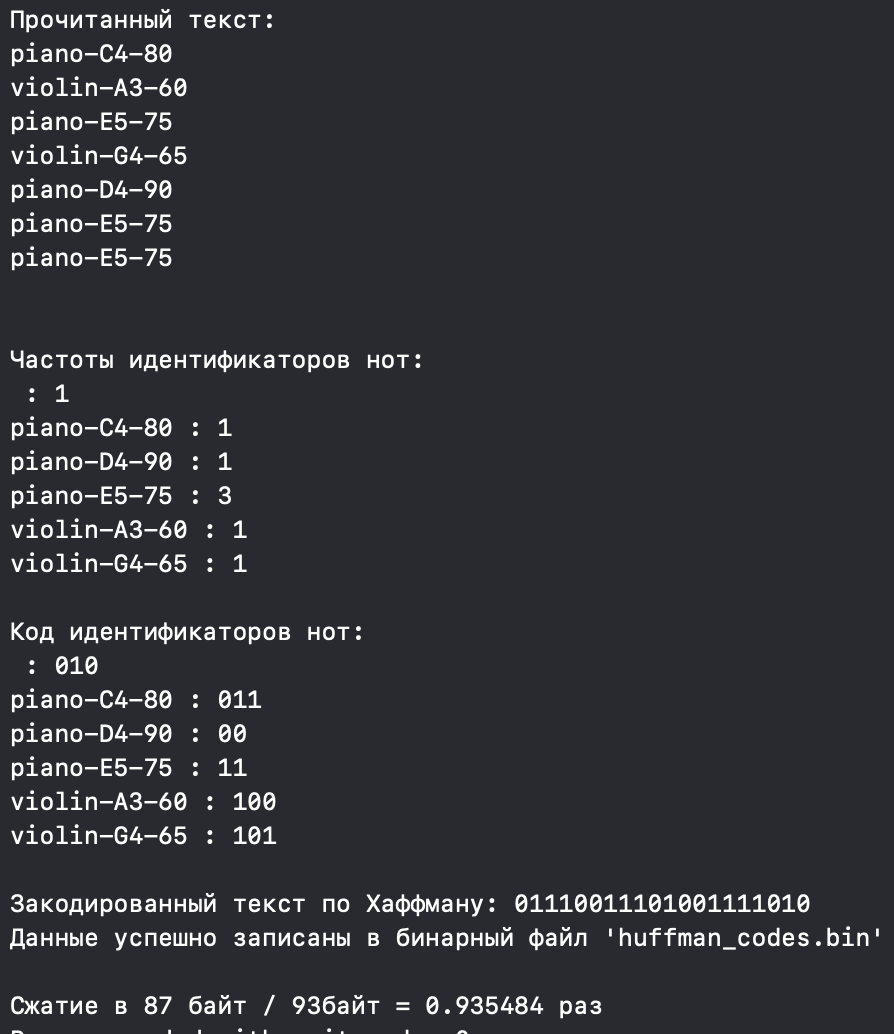 Прочитанный текст:
piano-C4-80
violin-A3-60
piano-E5-75
violin-G4-65
piano-D4-90
piano-E5-75
piano-E5-75
Частоты идентификаторов нот:
 : 1
piano-C4-80 : 1
piano-D4-90 : 1
piano-E5-75 : 3
violin-A3-60 : 1
violin-G4-65 : 1
Код идентификаторов нот:
 : 010
piano-C4-80 : 011
piano-D4-90 : 00
piano-E5-75 : 11
violin-A3-60 : 100
violin-G4-65 : 101
Закодированный текст по Хаффману: 01110011101001111010
Данные успешно записаны в бинарный файл 'huffman_codes.bin'
Сжатие в 87 байт / 93байт = 0.935484 раз